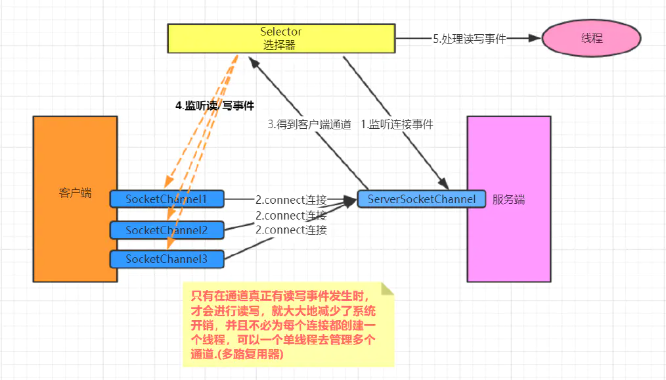 Selector
选择器
5.处理读写事件
线程
4.监听读/写事件
3.得到客户端通道
1.监听连接事件
客户端
SocketChannel1
2.connect连接
ServerSocketChannel
服务端
2.connect连接
SocketChannel2
2.connect连接
SocketChannel3
只有在通道真正有读写事件发生时,
才会进行读写，就大大地减少了系统
开销，并且不必为每个连接都创建一
个线程，可以一个单线程去管理多个
通道.(多路复用器)